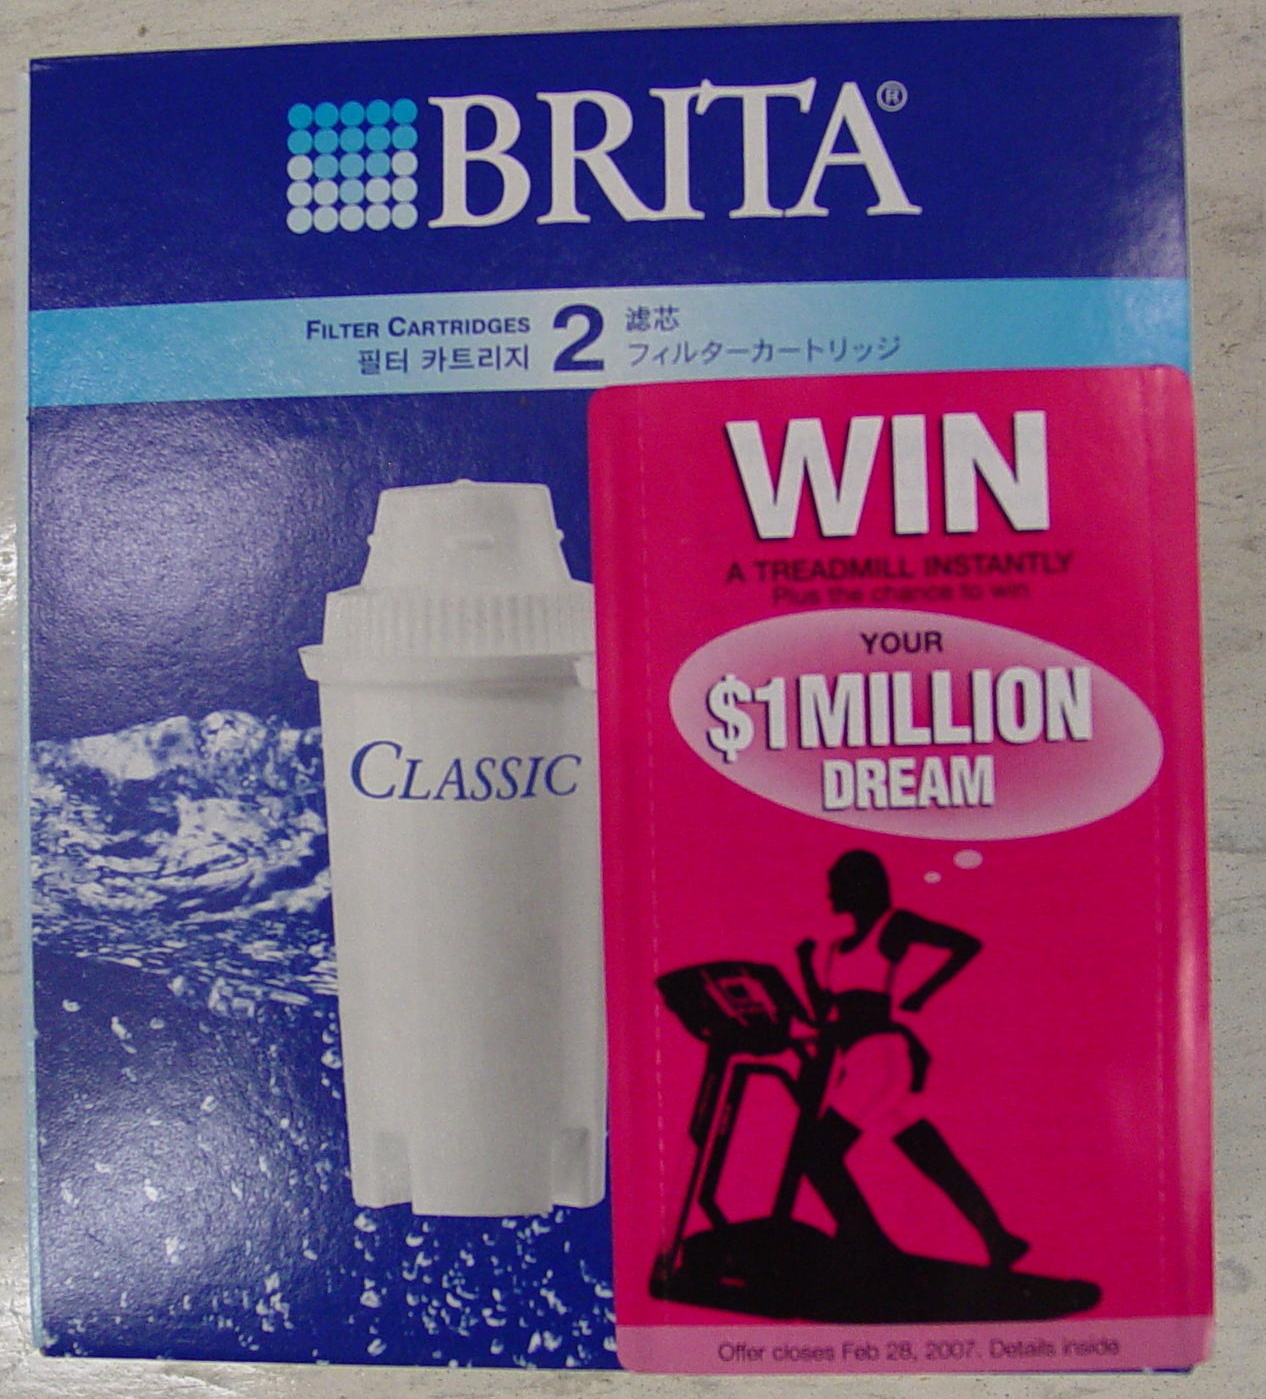 BRITA®
FILTER CARTRIDGES 2 滤芯
필터 카트리지 フィルターカートリッジ
CLASSIC
WIN
A TREADMILL INSTANTLY
Plus the chance to win
YOUR
$1 MILLION
DREAM
Offer closes Feb 28, 2007. Details inside